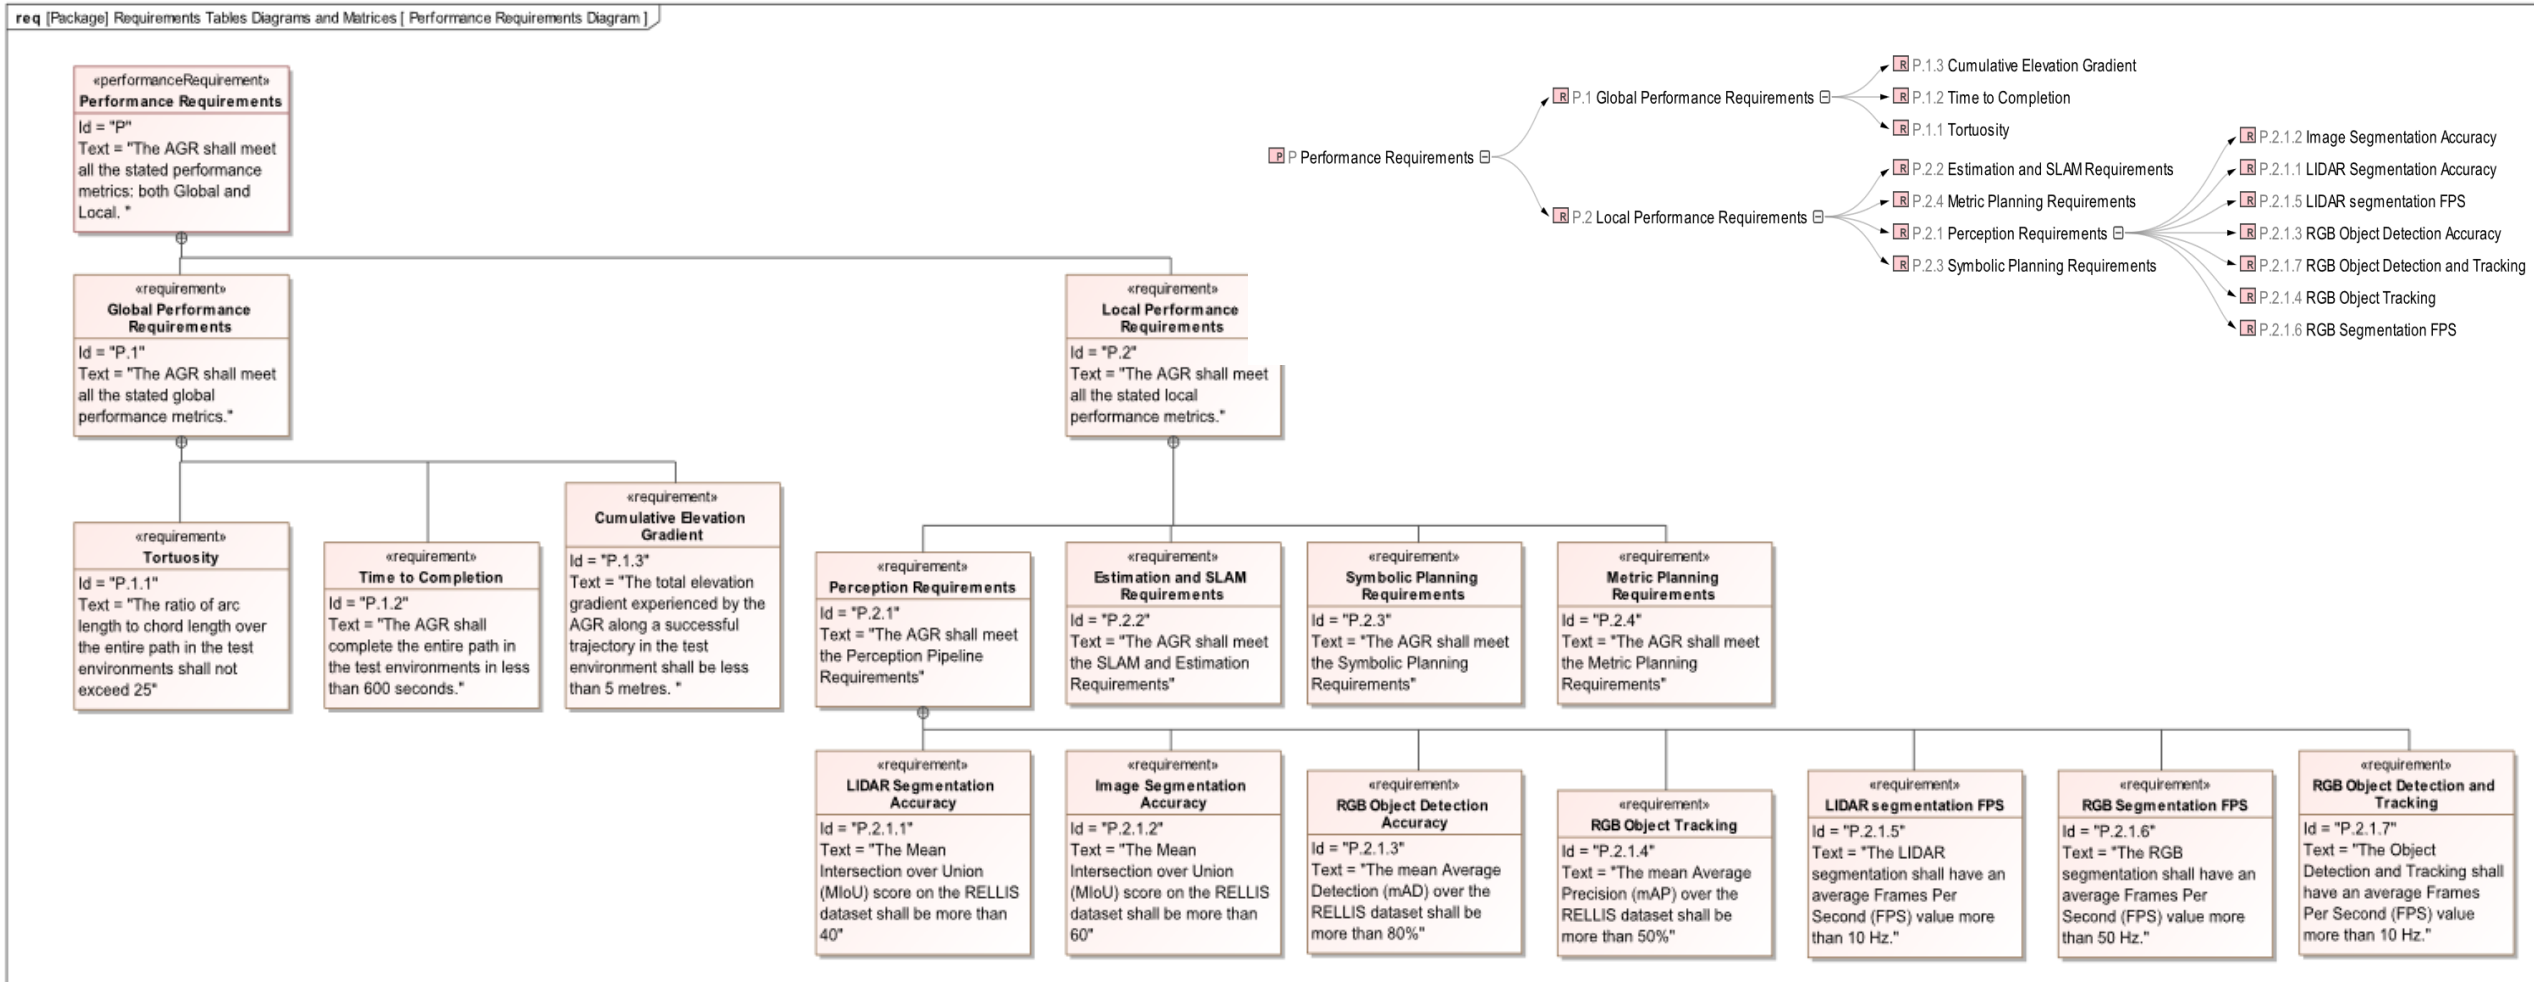 req [Package] Requirements Tables Diagrams and Matrices [ Performance Requirements Diagram ]
«performanceRequirement»
Performance Requirements
Id = "P"
Text = "The AGR shall meet
all the stated performance
metrics: both Global and
Local. "
«requirement»
Global Performance
Requirements
Id = "P.1"
Text = "The AGR shall meet
all the stated global
performance metrics."
«requirement»
Local Performance
Requirements
Id = "P.2"
Text = "The AGR shall meet
all the stated local
performance metrics."
P P Performance Requirements
R P.1 Global Performance Requirements
R P.2 Local Performance Requirements
R P.1.3 Cumulative Elevation Gradient
R P.1.2 Time to Completion
R P.1.1 Tortuosity
R P.2.2 Estimation and SLAM Requirements
R P.2.4 Metric Planning Requirements
R P.2.1 Perception Requirements
R P.2.3 Symbolic Planning Requirements
R P.2.1.2 Image Segmentation Accuracy
R P.2.1.1 LIDAR Segmentation Accuracy
R P.2.1.5 LIDAR segmentation FPS
R P.2.1.3 RGB Object Detection Accuracy
R P.2.1.7 RGB Object Detection and Tracking
R P.2.1.4 RGB Object Tracking
R P.2.1.6 RGB Segmentation FPS
«requirement»
Tortuosity
Id = "P.1.1"
Text = "The ratio of arc
length to chord length over
the entire path in the test
environments shall not
exceed 25"
«requirement»
Time to Completion
Id = "P.1.2"
Text = "The AGR shall
complete the entire path in
the test environments in less
than 600 seconds."
«requirement»
Cumulative Elevation
Gradient
Id = "P.1.3"
Text = "The total elevation
gradient experienced by the
AGR along a successful
trajectory in the test
environment shall be less
than 5 metres. "
«requirement»
Perception Requirements
Id = "P.2.1"
Text = "The AGR shall meet
the Perception Pipeline
Requirements"
«requirement»
Estimation and SLAM
Requirements
Id = "P.2.2"
Text = "The AGR shall meet
the SLAM and Estimation
Requirements"
«requirement»
Symbolic Planning
Requirements
Id = "P.2.3"
Text = "The AGR shall meet
the Symbolic Planning
Requirements"
«requirement»
Metric Planning
Requirements
Id = "P.2.4"
Text = "The AGR shall meet
the Metric Planning
Requirements"
«requirement»
LIDAR Segmentation
Accuracy
Id = "P.2.1.1"
Text = "The Mean
Intersection over Union
(MIoU) score on the RELLIS
dataset shall be more than
40"
«requirement»
Image Segmentation
Accuracy
Id = "P.2.1.2"
Text = "The Mean
Intersection over Union
(MIoU) score on the RELLIS
dataset shall be more than
60"
«requirement»
RGB Object Detection
Accuracy
Id = "P.2.1.3"
Text = "The mean Average
Detection (mAD) over the
RELLIS dataset shall be
more than 80%"
«requirement»
RGB Object Tracking
Id = "P.2.1.4"
Text = "The mean Average
Precision (mAP) over the
RELLIS dataset shall be
more than 50%"
«requirement»
LIDAR segmentation FPS
Id = "P.2.1.5"
Text = "The LIDAR
segmentation shall have an
average Frames Per
Second (FPS) value more
than 10 Hz."
«requirement»
RGB Segmentation FPS
Id = "P.2.1.6"
Text = "The RGB
segmentation shall have an
average Frames Per
Second (FPS) value more
than 50 Hz."
«requirement»
RGB Object Detection and
Tracking
Id = "P.2.1.7"
Text = "The Object
Detection and Tracking shall
have an average Frames
Per Second (FPS) value
more than 10 Hz."